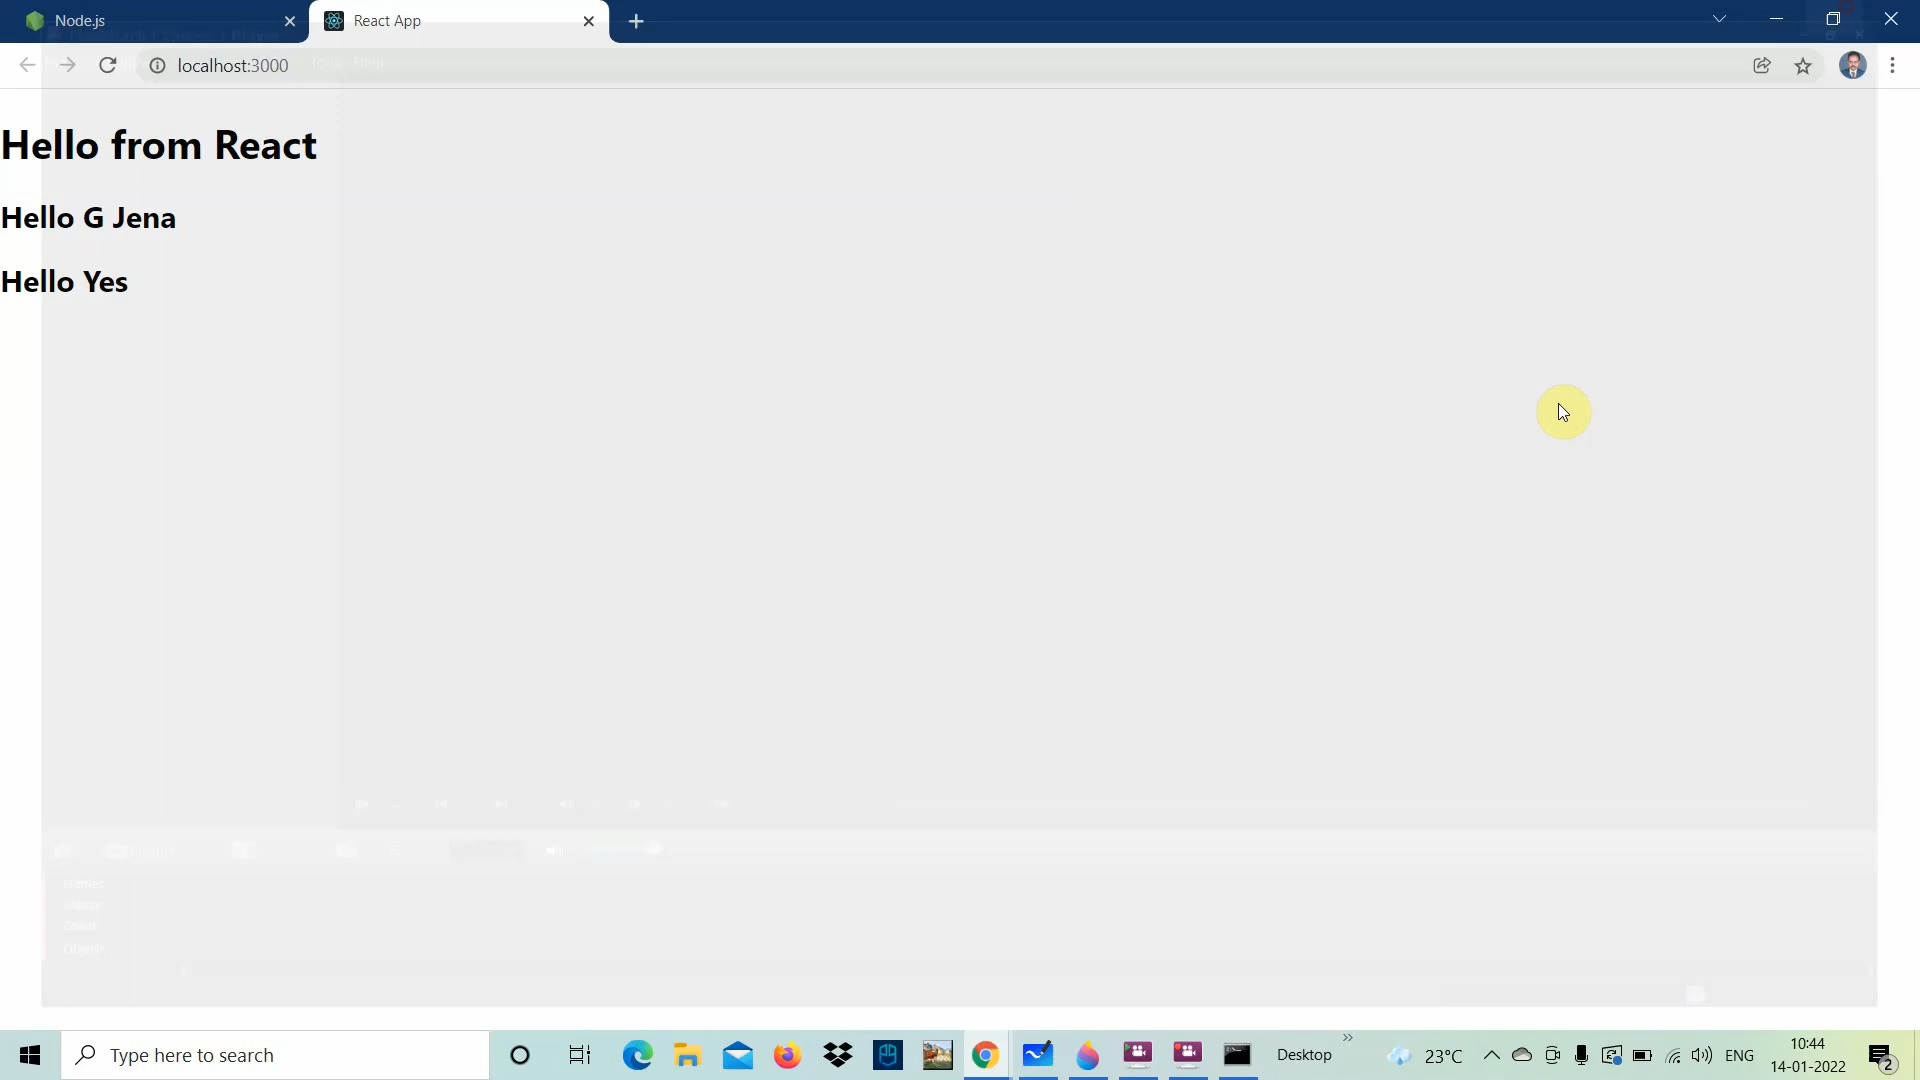 Node.js
React App
localhost:3000
Hello from React
Hello G Jena
Hello Yes
Type here to search
Desktop
23°C
ENG
10:44
14-01-2022
2